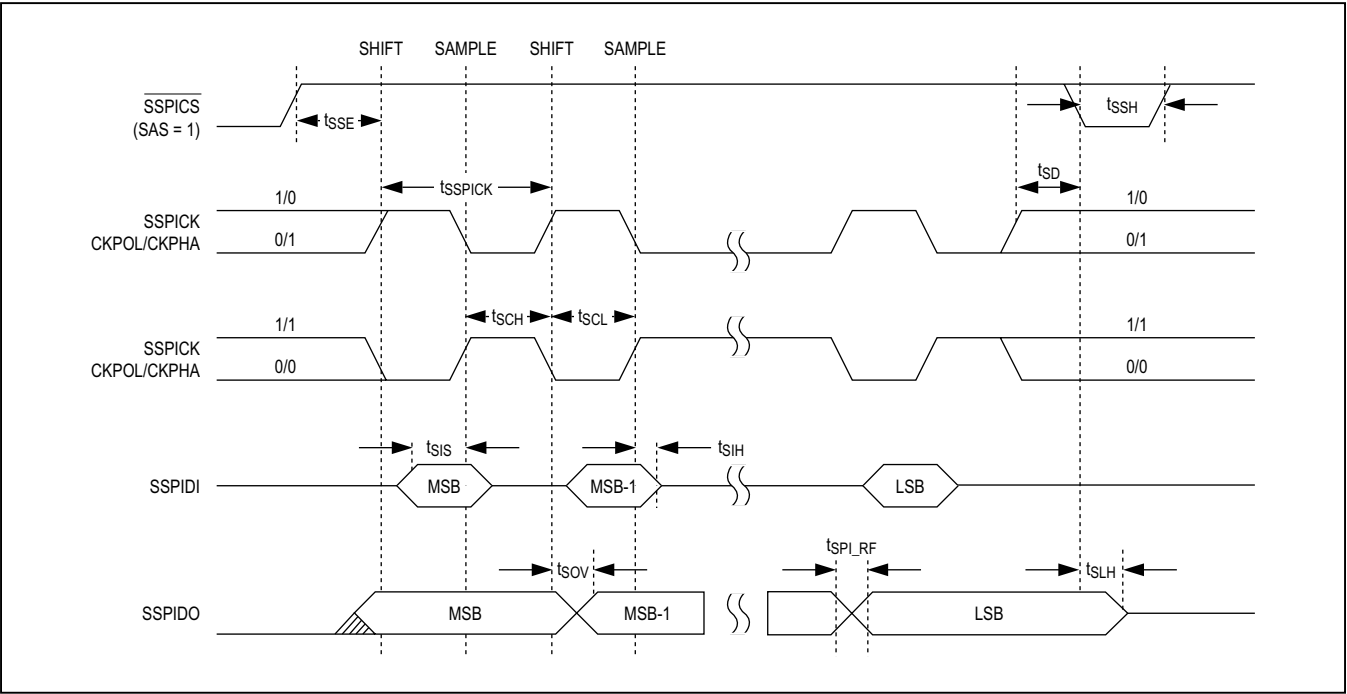 SHIFT SAMPLE SHIFT SAMPLE
SSPICS
(SAS = 1)
tSSE
tSSH
tSSPICK
tSD
SSPICK
CKPOL/CKPHA
1/0
0/1
1/0
0/1
tSCH
tSCL
SSPICK
CKPOL/CKPHA
1/1
0/0
1/1
0/0
tSIS
tSIH
SSPIDI
MSB
MSB-1
LSB
tSOV
tSPI_RF
tSLH
SSPIDO
MSB
MSB-1
LSB